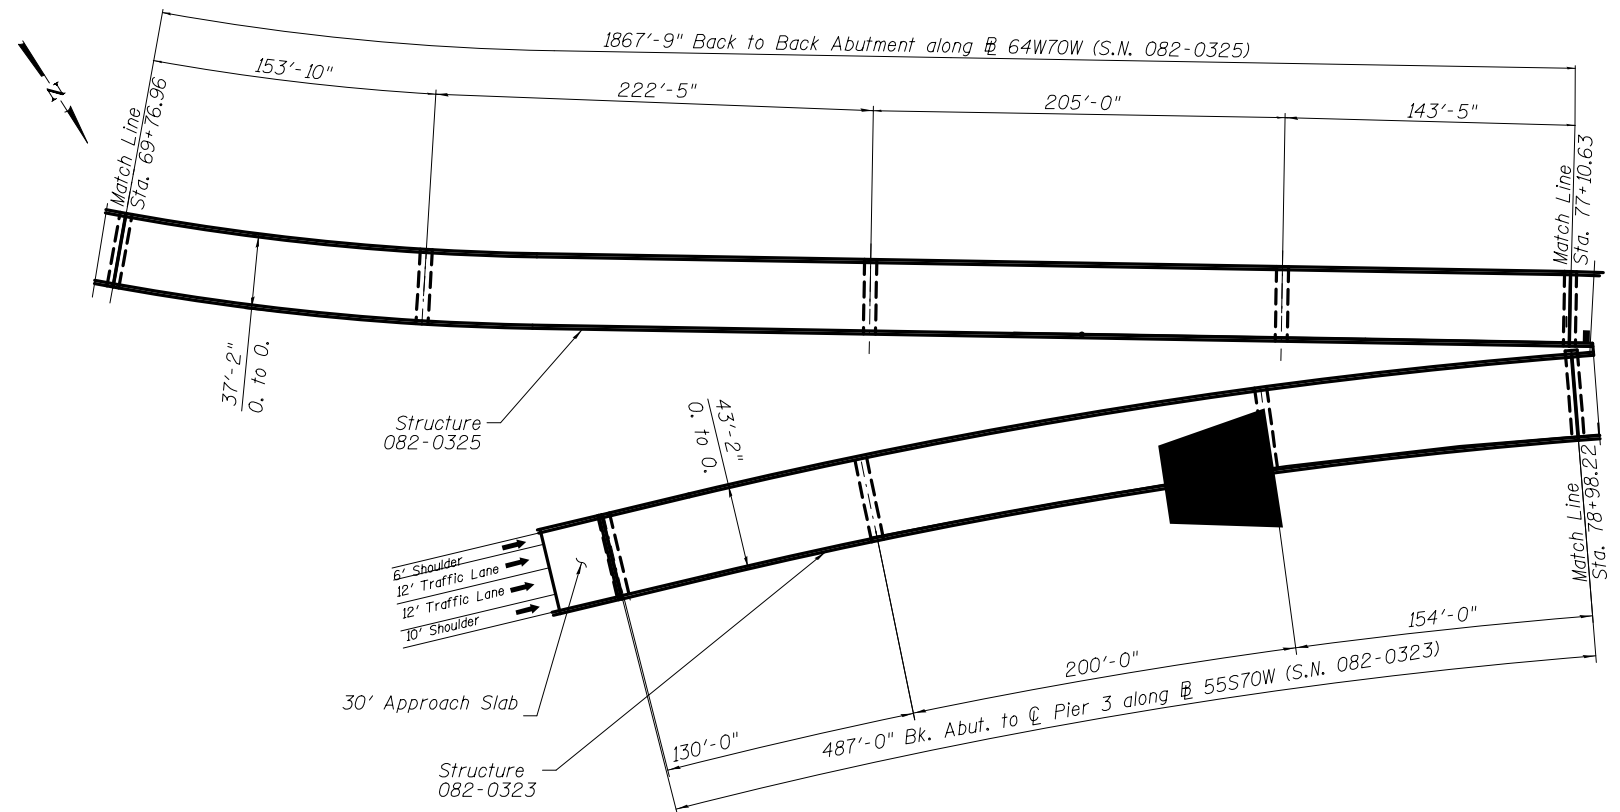 1867'-9" Back to Back Abutment along ℄ 64W70W (S.N. 082-0325)
153'-10"
222'-5"
205'-0"
143'-5"
N
Match Line
Sta. 69+76.96
Match Line
Sta. 77+10.63
37'-2"
O. to O.
Structure
082-0325
43'-2"
O. to O.
6' Shoulder
12' Traffic Lane
12' Traffic Lane
10' Shoulder
30' Approach Slab
Structure
082-0323
Match Line
Sta. 78+98.22
154'-0"
200'-0"
130'-0"
487'-0" Bk. Abut. to ℄ Pier 3 along ℄ 55S70W (S.N. 082-0323)